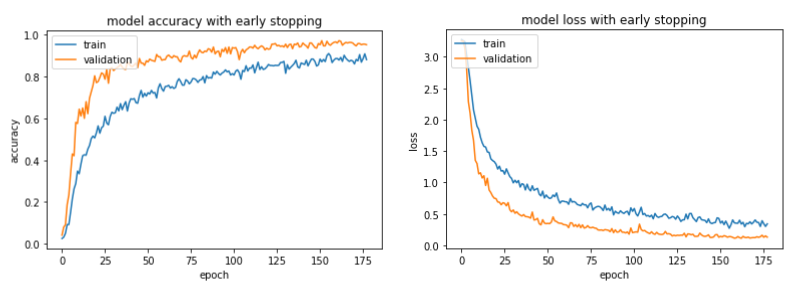 model accuracy with early stopping
1.0
0.8
0.6
0.4
0.2
0.0
accuracy
train
validation
0 25 50 75 100 125 150 175
epoch
model loss with early stopping
3.0
2.5
2.0
1.5
1.0
0.5
0.0
loss
train
validation
0 25 50 75 100 125 150 175
epoch